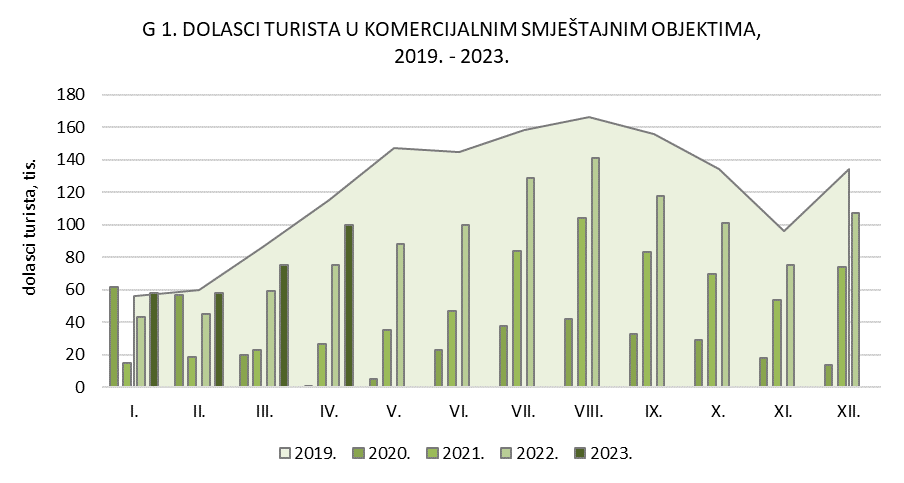 G 1. DOLASCI TURISTA U KOMERCIJALNIM SMJEŠTAJNIM OBJEKTIMA,
2019. - 2023.
dolasci turista, tis.
180
160
140
120
100
80
60
40
20
0
I. II. III. IV. V. VI. VII. VIII. IX. X. XI. XII.
2019. 2020. 2021. 2022. 2023.